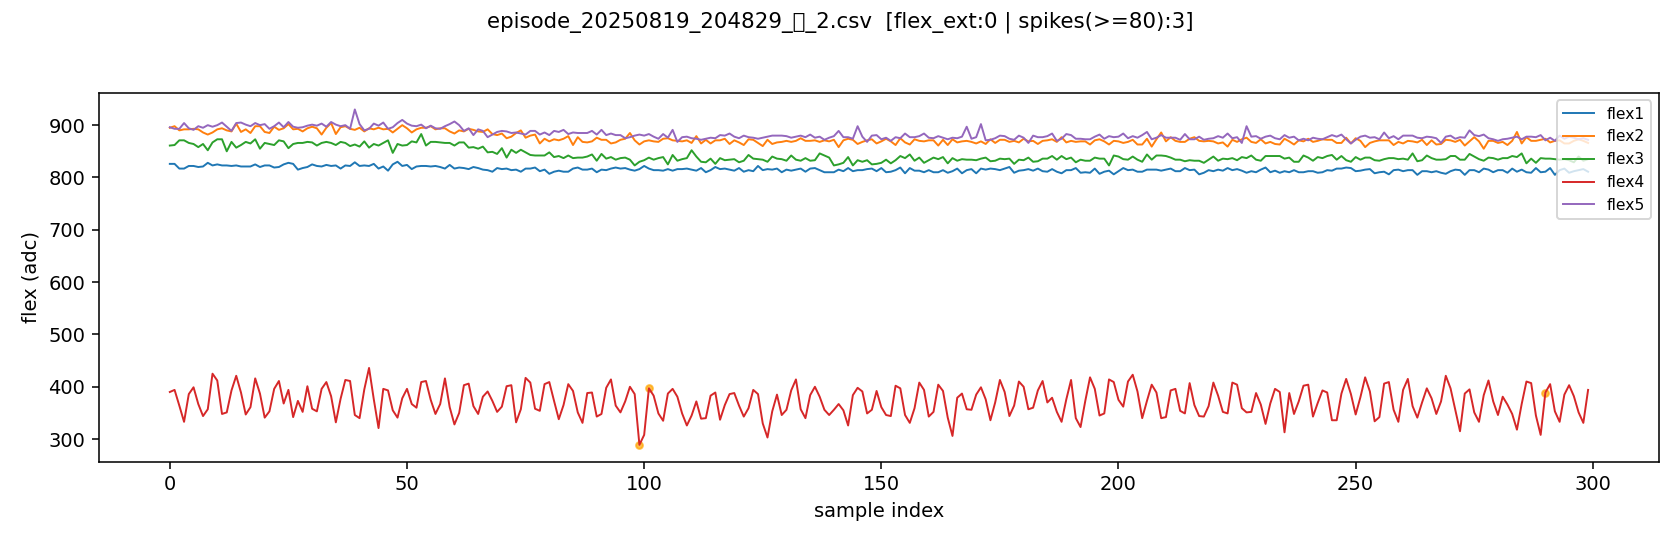 episode_20250819_204829_▯_2.csv  [flex_ext:0 | spikes(>=80):3]
flex (adc)
900
800
700
600
500
400
300
0
50
100
150
200
250
300
sample index
flex1
flex2
flex3
flex4
flex5